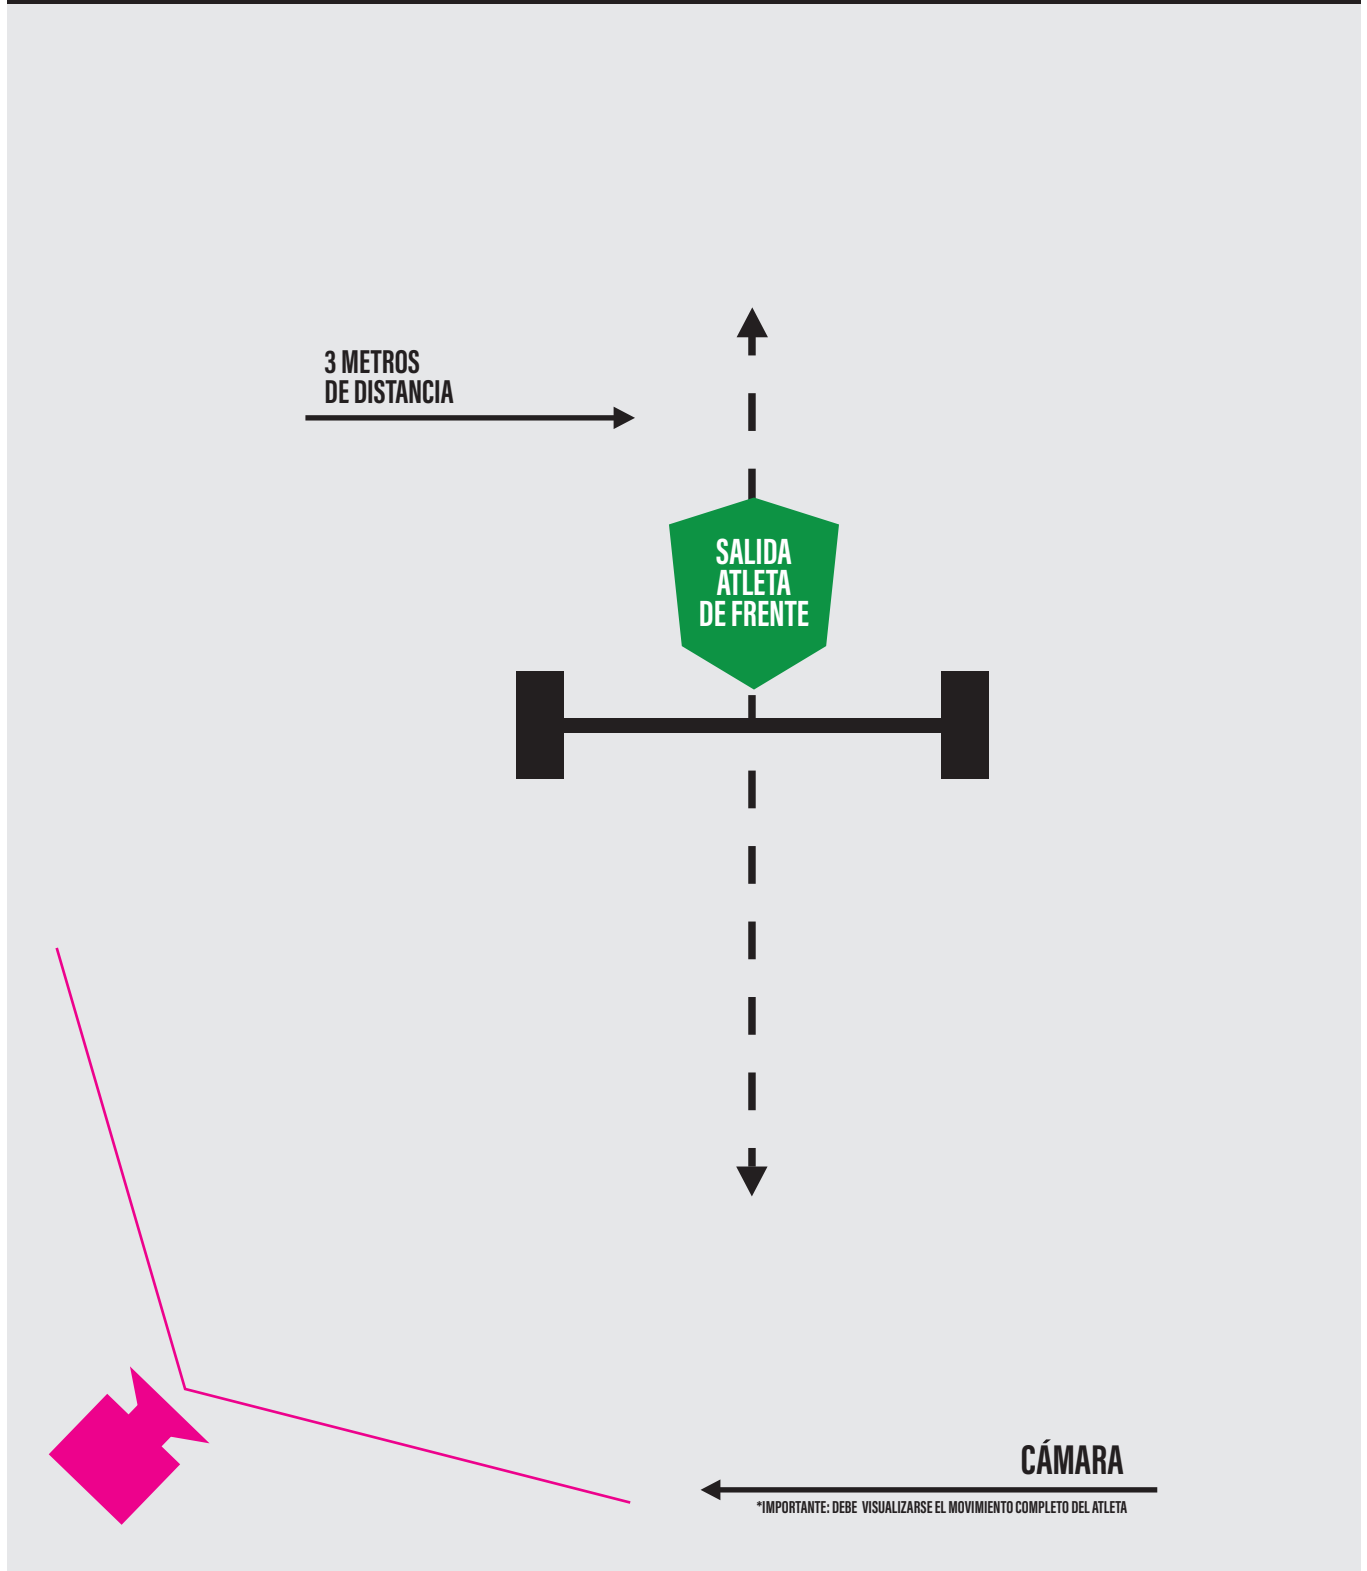 3 METROS
DE DISTANCIA
SALIDA
ATLETA
DE FRENTE
CÁMARA
*IMPORTANTE: DEBE VISUALIZARSE EL MOVIMIENTO COMPLETO DEL ATLETA